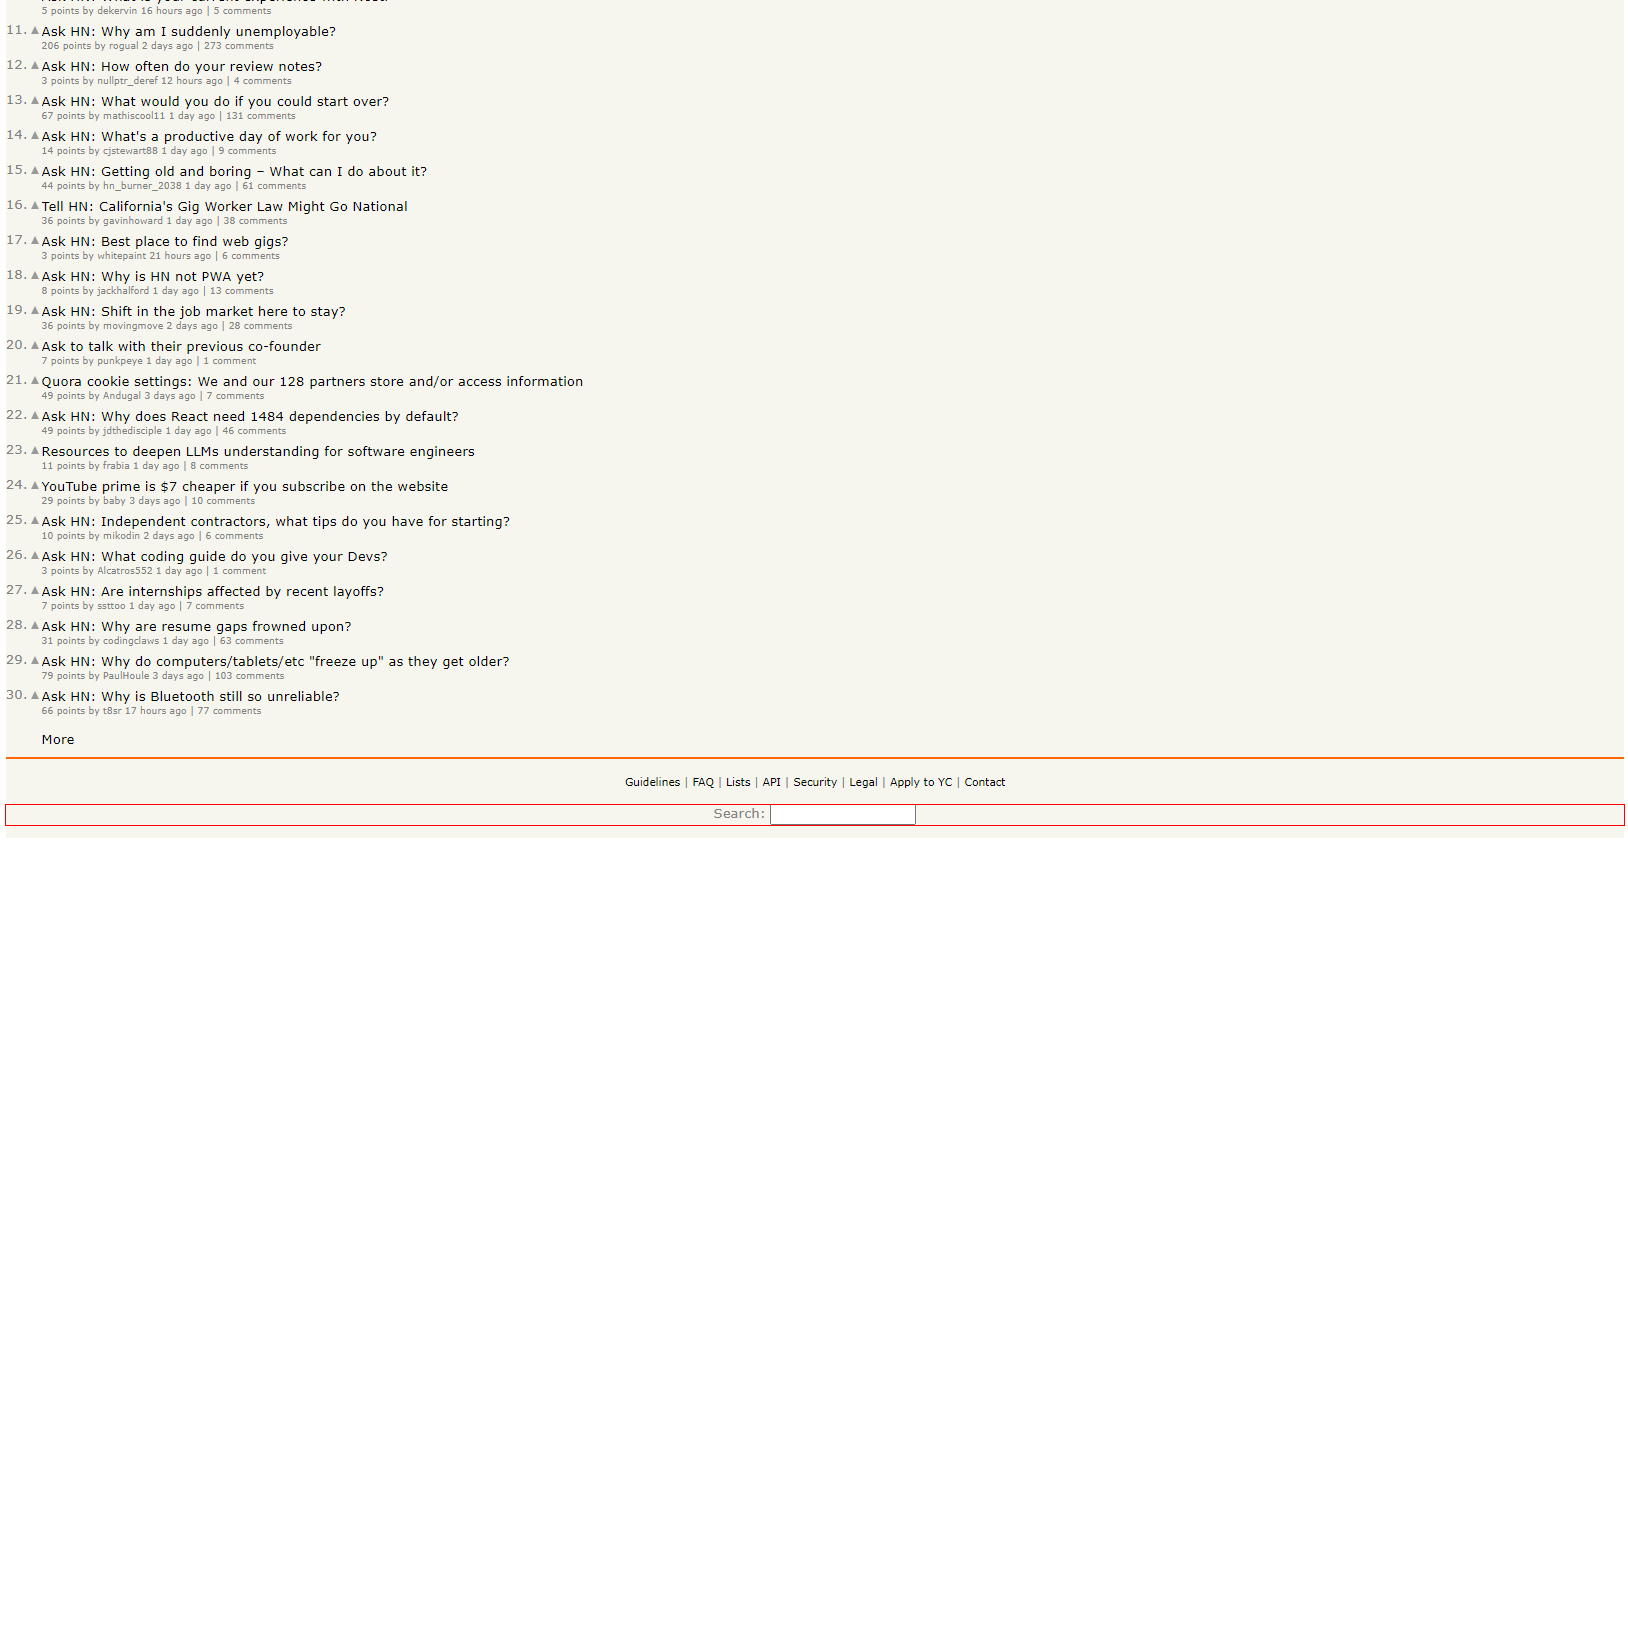 5 points by dekervin 16 hours ago | 5 comments
11. Ask HN: Why am I suddenly unemployable?
206 points by rogual 2 days ago | 273 comments
12. Ask HN: How often do your review notes?
3 points by nullptr_deref 12 hours ago | 4 comments
13. Ask HN: What would you do if you could start over?
67 points by mathiscool11 1 day ago | 131 comments
14. Ask HN: What's a productive day of work for you?
14 points by cjstewart88 1 day ago | 9 comments
15. Ask HN: Getting old and boring – What can I do about it?
44 points by hn_burner_2038 1 day ago | 61 comments
16. Tell HN: California's Gig Worker Law Might Go National
36 points by gavinhoward 1 day ago | 38 comments
17. Ask HN: Best place to find web gigs?
3 points by whitepaint 21 hours ago | 6 comments
18. Ask HN: Why is HN not PWA yet?
8 points by jackhalford 1 day ago | 13 comments
19. Ask HN: Shift in the job market here to stay?
36 points by movingmove 2 days ago | 28 comments
20. Ask to talk with their previous co-founder
7 points by punkpeye 1 day ago | 1 comment
21. Quora cookie settings: We and our 128 partners store and/or access information
49 points by Andugal 3 days ago | 7 comments
22. Ask HN: Why does React need 1484 dependencies by default?
49 points by jdthedisciple 1 day ago | 46 comments
23. Resources to deepen LLMs understanding for software engineers
11 points by frabia 1 day ago | 8 comments
24. YouTube prime is $7 cheaper if you subscribe on the website
29 points by baby 3 days ago | 10 comments
25. Ask HN: Independent contractors, what tips do you have for starting?
10 points by mikodin 2 days ago | 6 comments
26. Ask HN: What coding guide do you give your Devs?
3 points by Alcatros552 1 day ago | 1 comment
27. Ask HN: Are internships affected by recent layoffs?
7 points by ssttoo 1 day ago | 7 comments
28. Ask HN: Why are resume gaps frowned upon?
31 points by codingclaws 1 day ago | 63 comments
29. Ask HN: Why do computers/tablets/etc "freeze up" as they get older?
79 points by PaulHoule 3 days ago | 103 comments
30. Ask HN: Why is Bluetooth still so unreliable?
66 points by t8sr 17 hours ago | 77 comments
More
Guidelines | FAQ | Lists | API | Security | Legal | Apply to YC | Contact
Search: